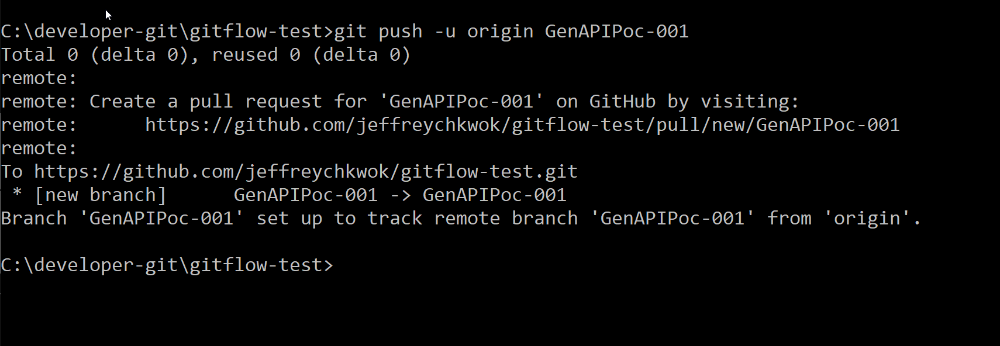 C:\developer-git\gitflow-test>git push -u origin GenAPIPoc-001
Total 0 (delta 0), reused 0 (delta 0)
remote:
remote: Create a pull request for 'GenAPIPoc-001' on GitHub by visiting:
remote:      https://github.com/jeffreychkwok/gitflow-test/pull/new/GenAPIPoc-001
remote:
To https://github.com/jeffreychkwok/gitflow-test.git
 * [new branch]      GenAPIPoc-001 -> GenAPIPoc-001
Branch 'GenAPIPoc-001' set up to track remote branch 'GenAPIPoc-001' from 'origin'.
C:\developer-git\gitflow-test>